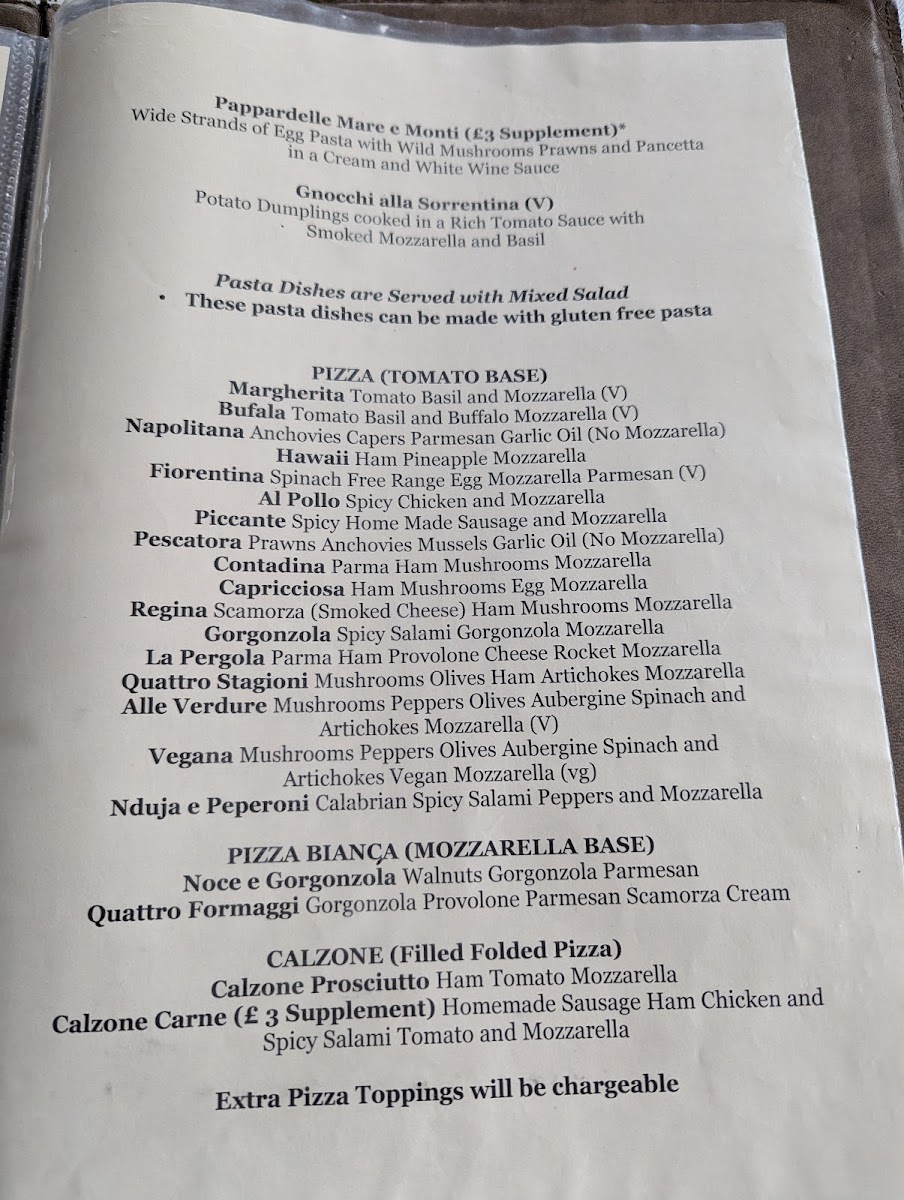 Pappardelle Mare e Monti (£3 Supplement)*
Wide Strands of Egg Pasta with Wild Mushrooms Prawns and Pancetta
in a Cream and White Wine Sauce
Gnocchi alla Sorrentina (V)
Potato Dumplings cooked in a Rich Tomato Sauce with
Smoked Mozzarella and Basil
Pasta Dishes are Served with Mixed Salad
• These pasta dishes can be made with gluten free pasta
PIZZA (TOMATO BASE)
Margherita Tomato Basil and Mozzarella (V)
Bufala Tomato Basil and Buffalo Mozzarella (V)
Napolitana Anchovies Capers Parmesan Garlic Oil (No Mozzarella)
Hawaii Ham Pineapple Mozzarella
Fiorentina Spinach Free Range Egg Mozzarella Parmesan (V)
Al Pollo Spicy Chicken and Mozzarella
Piccante Spicy Home Made Sausage and Mozzarella
Pescatora Prawns Anchovies Mussels Garlic Oil (No Mozzarella)
Contadina Parma Ham Mushrooms Mozzarella
Capricciosa Ham Mushrooms Egg Mozzarella
Regina Scamorza (Smoked Cheese) Ham Mushrooms Mozzarella
Gorgonzola Spicy Salami Gorgonzola Mozzarella
La Pergola Parma Ham Provolone Cheese Rocket Mozzarella
Quattro Stagioni Mushrooms Olives Ham Artichokes Mozzarella
Alle Verdure Mushrooms Peppers Olives Aubergine Spinach and
Artichokes Mozzarella (V)
Vegana Mushrooms Peppers Olives Aubergine Spinach and
Artichokes Vegan Mozzarella (vg)
Nduja e Peperoni Calabrian Spicy Salami Peppers and Mozzarella
PIZZA BIANCA (MOZZARELLA BASE)
Noce e Gorgonzola Walnuts Gorgonzola Parmesan
Quattro Formaggi Gorgonzola Provolone Parmesan Scamorza Cream
CALZONE (Filled Folded Pizza)
Calzone Prosciutto Ham Tomato Mozzarella
Calzone Carne (£ 3 Supplement) Homemade Sausage Ham Chicken and
Spicy Salami Tomato and Mozzarella
Extra Pizza Toppings will be chargeable